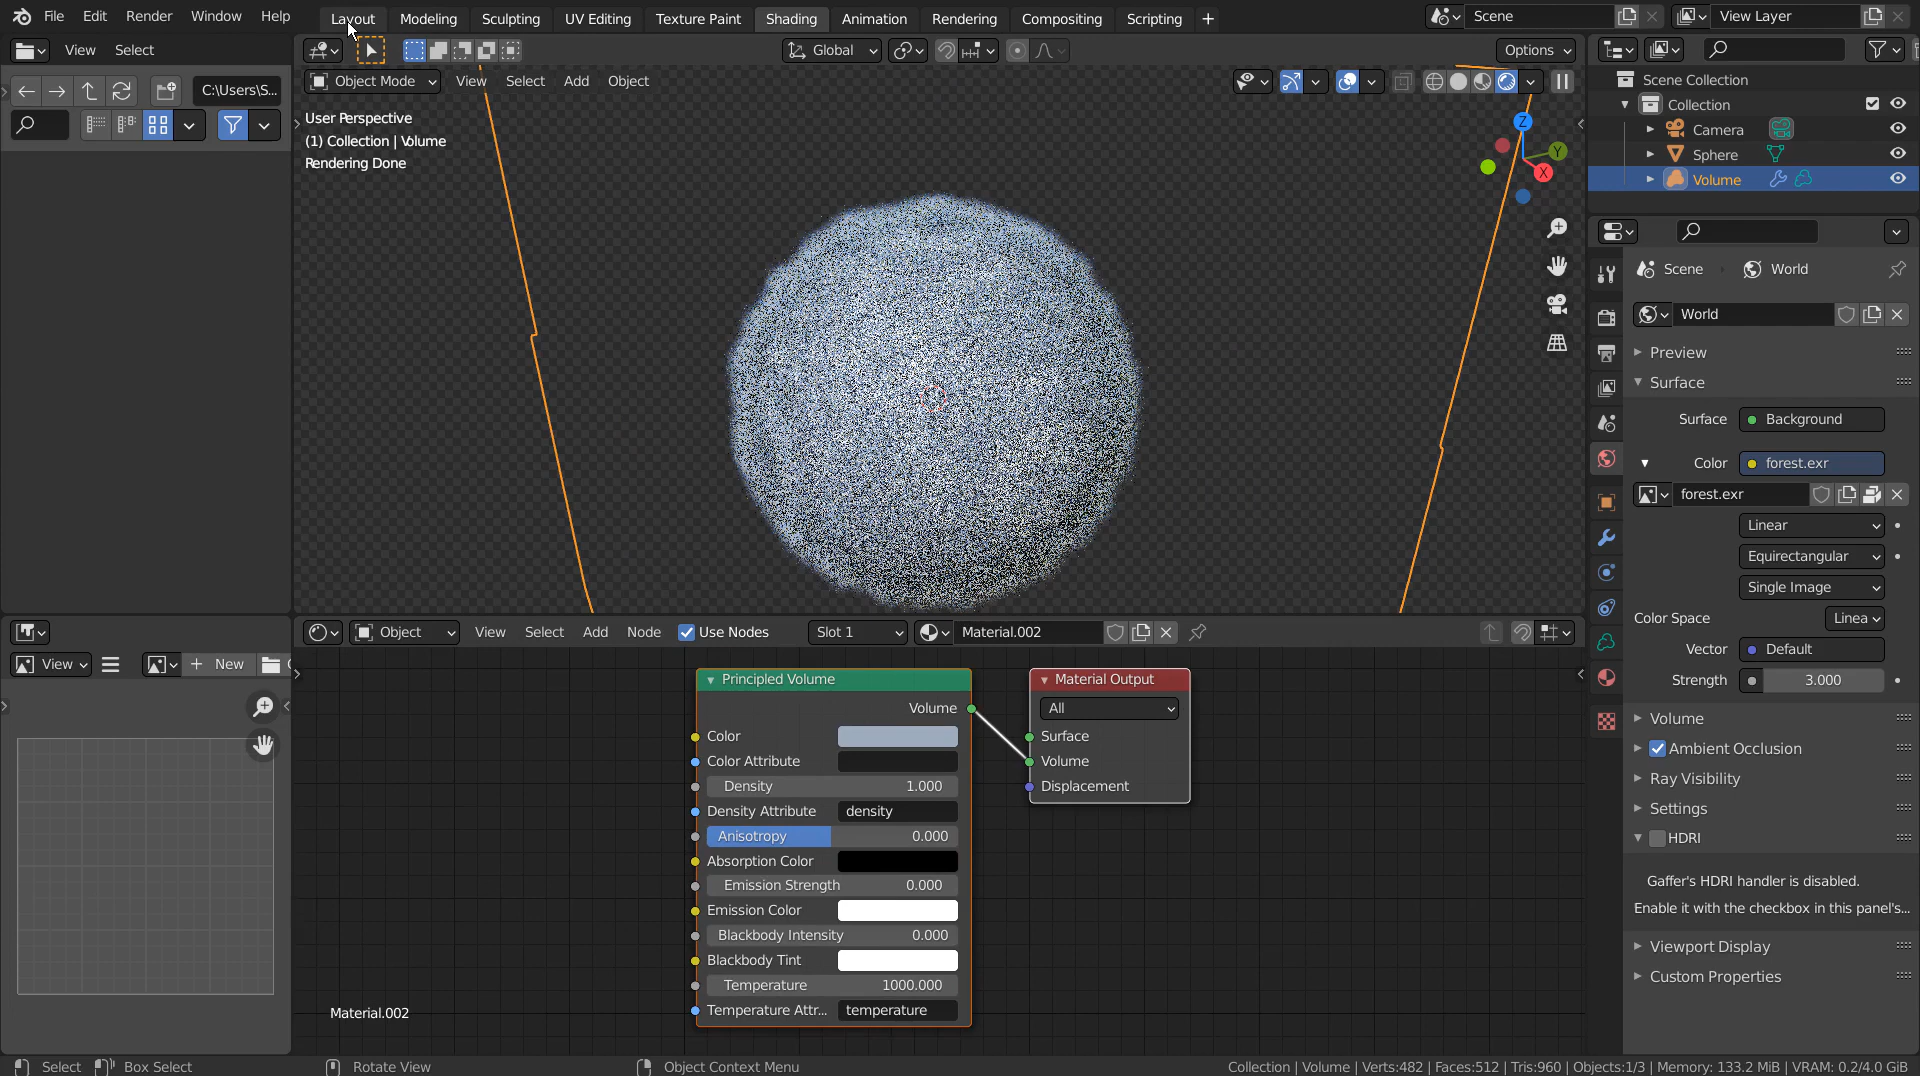 File Edit Render Window Help Layout Modeling Sculpting UV Editing Texture Paint Shading Animation Rendering Compositing Scripting + Scene View Layer
View Select Global Options
C:\Users\S... Object Mode View Select Add Object Scene Collection
Collection
User Perspective
(1) Collection | Volume
Rendering Done
Z
Y
X
Camera
Sphere
Volume
Scene World
World
Preview
Surface
Surface Background
Color forest.exr
forest.exr
Linear
Equirectangular
Single Image
Color Space Linea
Vector Default
Strength 3.000
Volume
Ambient Occlusion
Ray Visibility
Settings
HDRI
Gaffer's HDRI handler is disabled.
Enable it with the checkbox in this panel's...
Viewport Display
Custom Properties
Object View Select Add Node Use Nodes Slot 1 Material.002
View New
Principled Volume
Volume
Color
Color Attribute
Density 1.000
Density Attribute density
Anisotropy 0.000
Absorption Color
Emission Strength 0.000
Emission Color
Blackbody Intensity 0.000
Blackbody Tint
Temperature 1000.000
Temperature Attr... temperature
Material Output
All
Surface
Volume
Displacement
Material.002
Select Box Select Rotate View Object Context Menu Collection | Volume | Verts:482 | Faces:512 | Tris:960 | Objects:1/3 | Memory: 133.2 MiB | VRAM: 0.2/4.0 GiB